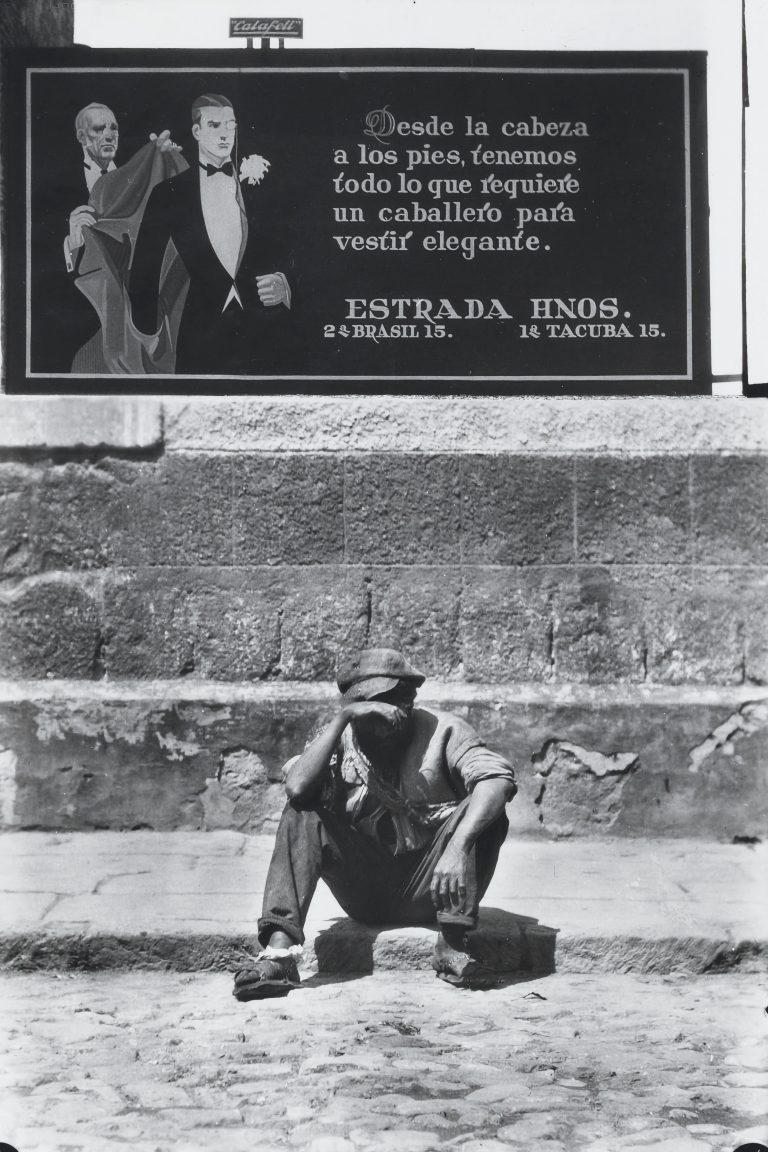 "Calafell"
Desde la cabeza
a los pies, tenemos
todo lo que requiere
un caballero para
vestir elegante.
ESTRADA HNOS.
2ª BRASIL 15. 1ª TACUBA 15.